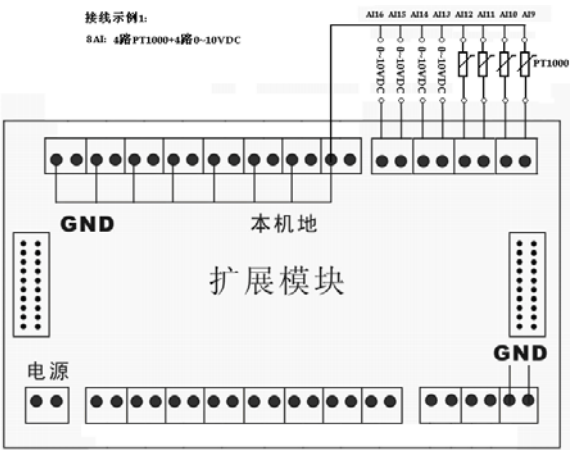 接线示例1:
8AI: 4路PT1000+4路0~10VDC
AI16 AI15 AI14 AI13 AI12 AI11 AI10 AI9
0~10VDC 0~10VDC 0~10VDC 0~10VDC
PT1000
GND 本机地
扩展模块
GND
电源